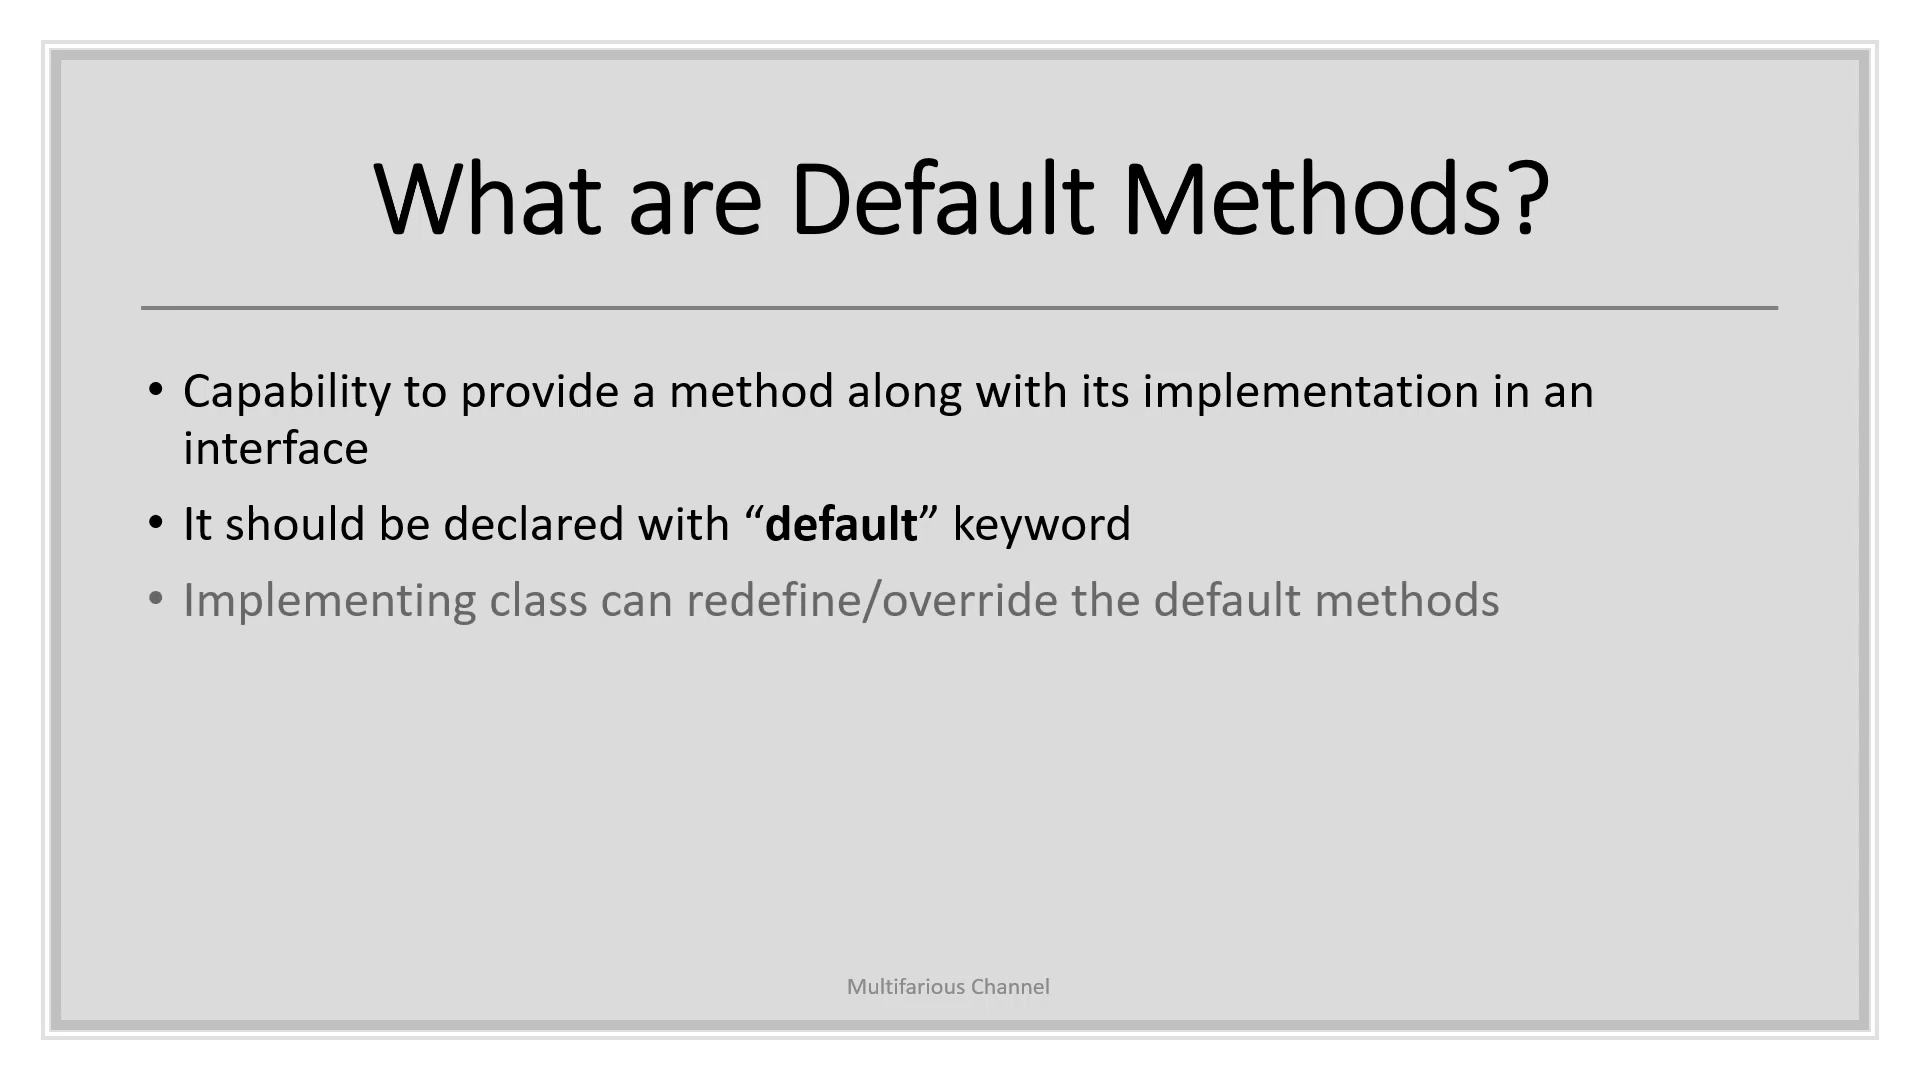 What are Default Methods?
• Capability to provide a method along with its implementation in an
interface
• It should be declared with “default” keyword
• Implementing class can redefine/override the default methods
Multifarious Channel